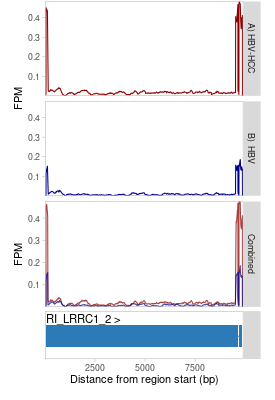 0.4
0.3
0.2
0.1
A) HBV-HCC
FPM
0.4
0.3
0.2
0.1
B) HBV
0.4
0.3
0.2
0.1
Combined
FPM
RI_LRRC1_2 >
2500
5000
7500
Distance from region start (bp)